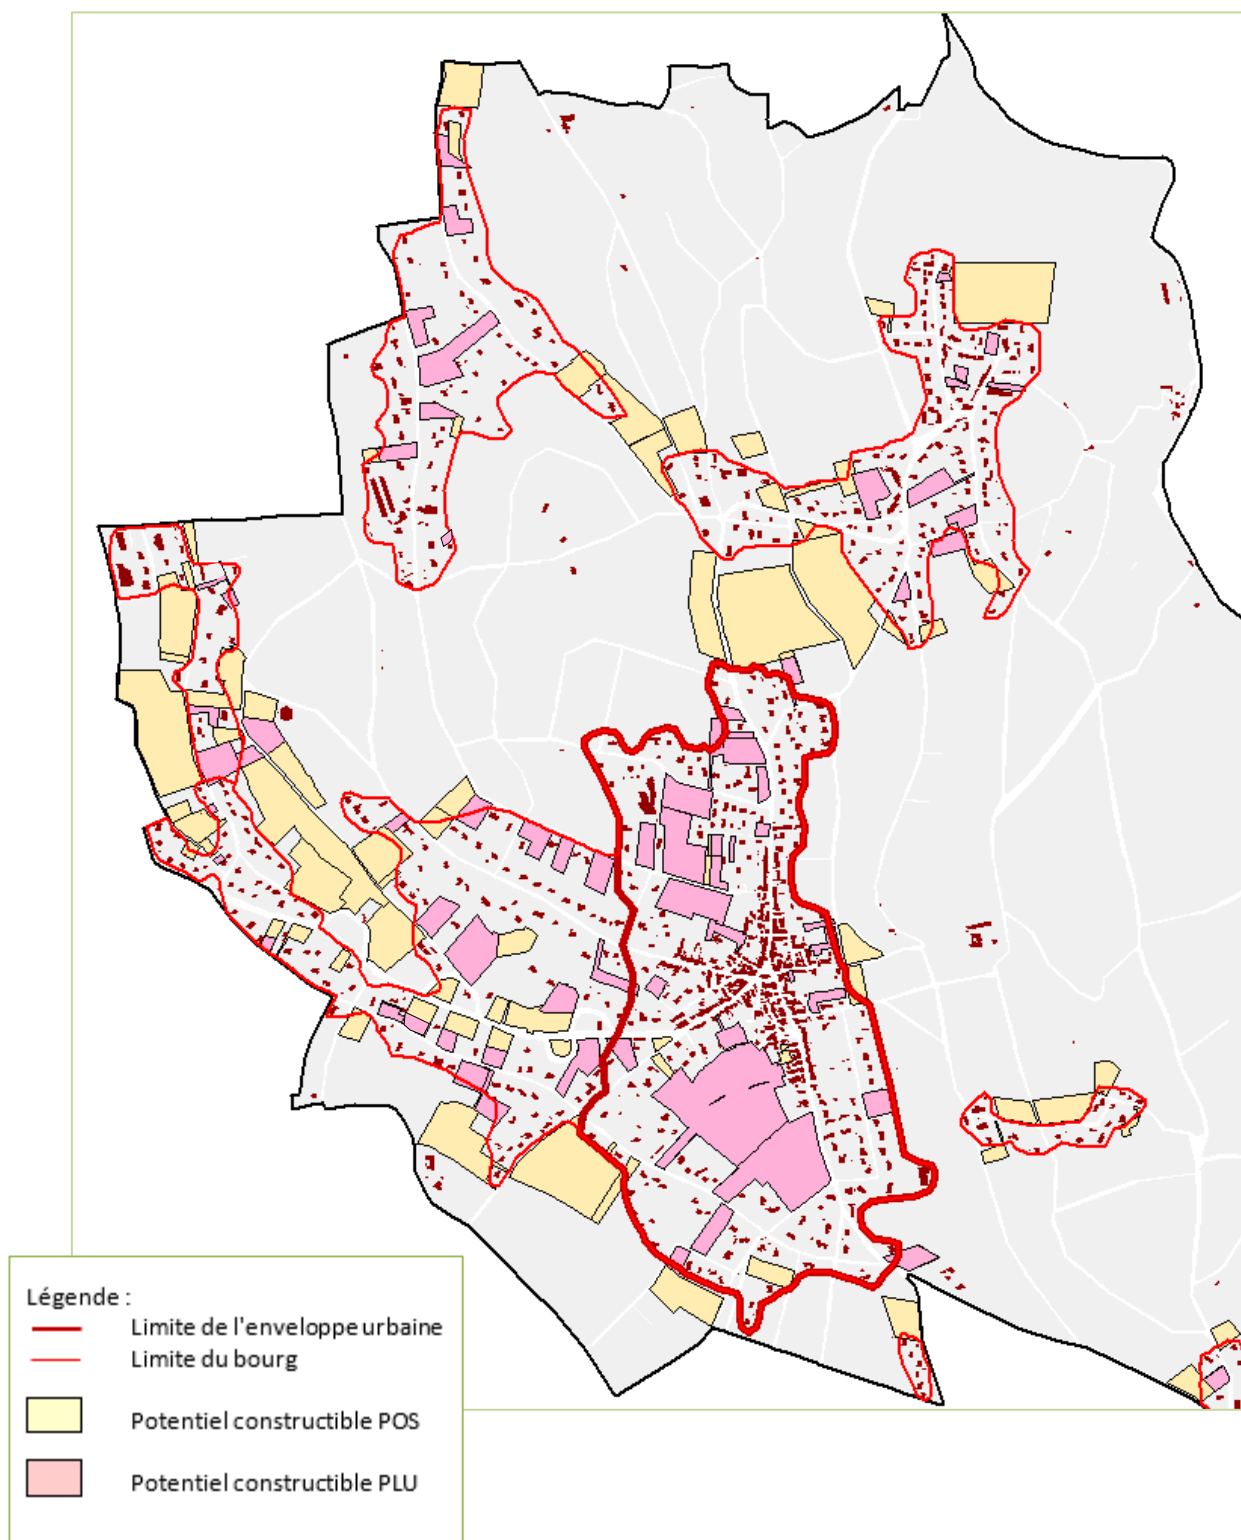 Légende :
Limite de l'enveloppe urbaine
Limite du bourg
Potentiel constructible POS
Potentiel constructible PLU